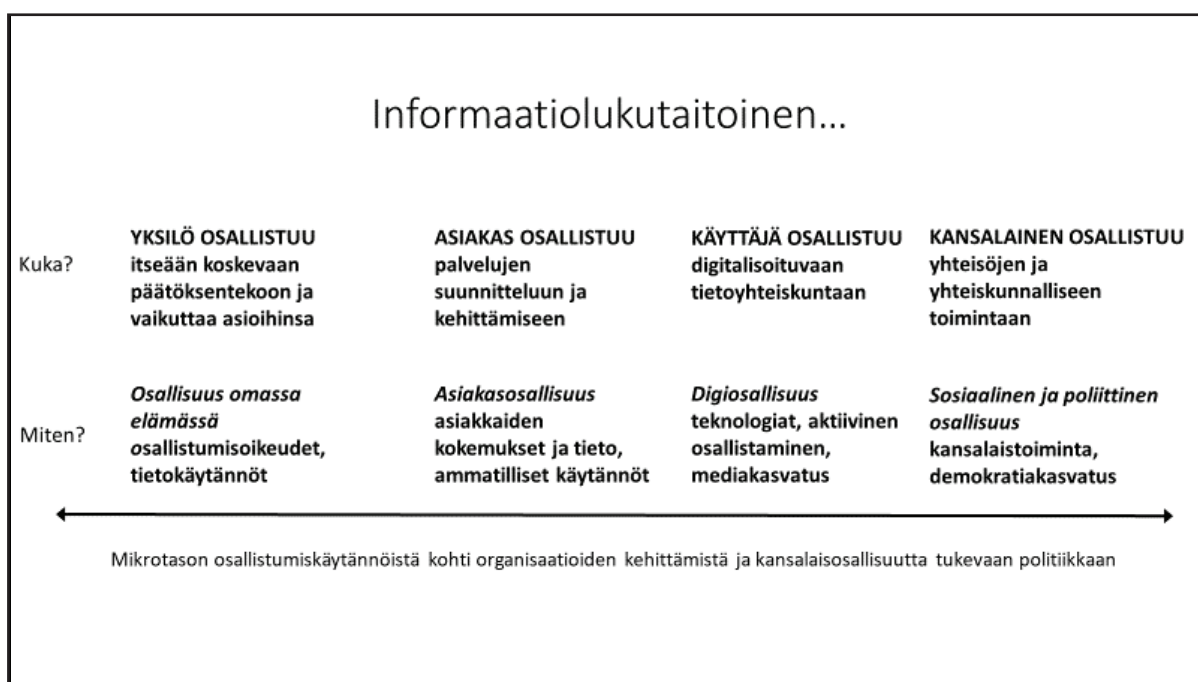 Informaatiolukutaitoinen...
Kuka?
YKSILÖ OSALLISTUU
itseään koskevaan
päätöksentekoon ja
vaikuttaa asioihinsa
ASIAKAS OSALLISTUU
palvelujen
suunnitteluun ja
kehittämiseen
KÄYTTÄJÄ OSALLISTUU
digitalisoituvaan
tietoyhteiskuntaan
KANSALAINEN OSALLISTUU
yhteisöjen ja
yhteiskunnalliseen
toimintaan
Miten?
Osallisuus omassa
elämässä
osallistumisoikeudet,
tietokäytännöt
Asiakasosallisuus
asiakkaiden
kokemukset ja tieto,
ammatilliset käytännöt
Digiosallisuus
teknologiat, aktiivinen
osallistaminen,
mediakasvatus
Sosiaalinen ja poliittinen
osallisuus
kansalaistoiminta,
demokratiakasvatus
Mikrotason osallistumiskäytännöistä kohti organisaatioiden kehittämistä ja kansalaisosallisuutta tukevaan politiikkaan